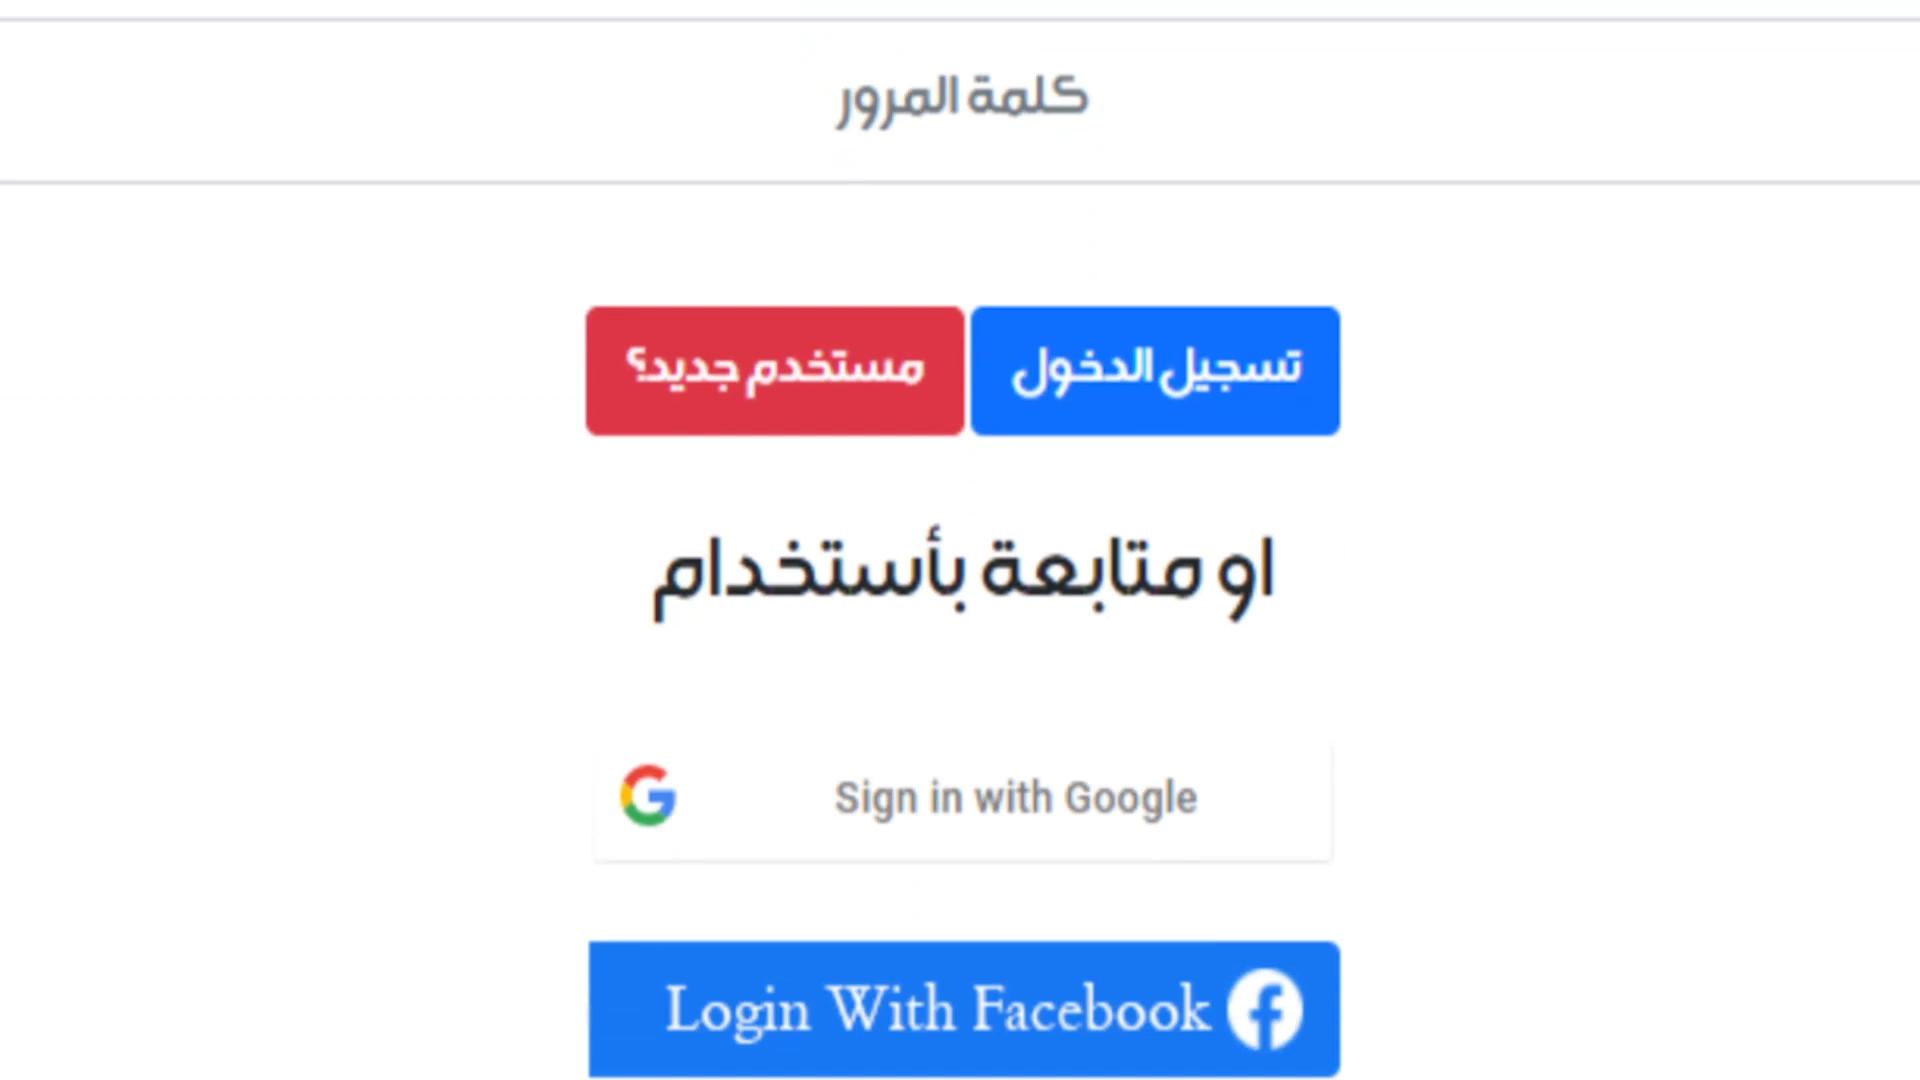 كلمة المرور
تسجيل الدخول مستخدم جديد؟
او متابعة بأستخدام
Sign in with Google
Login With Facebook